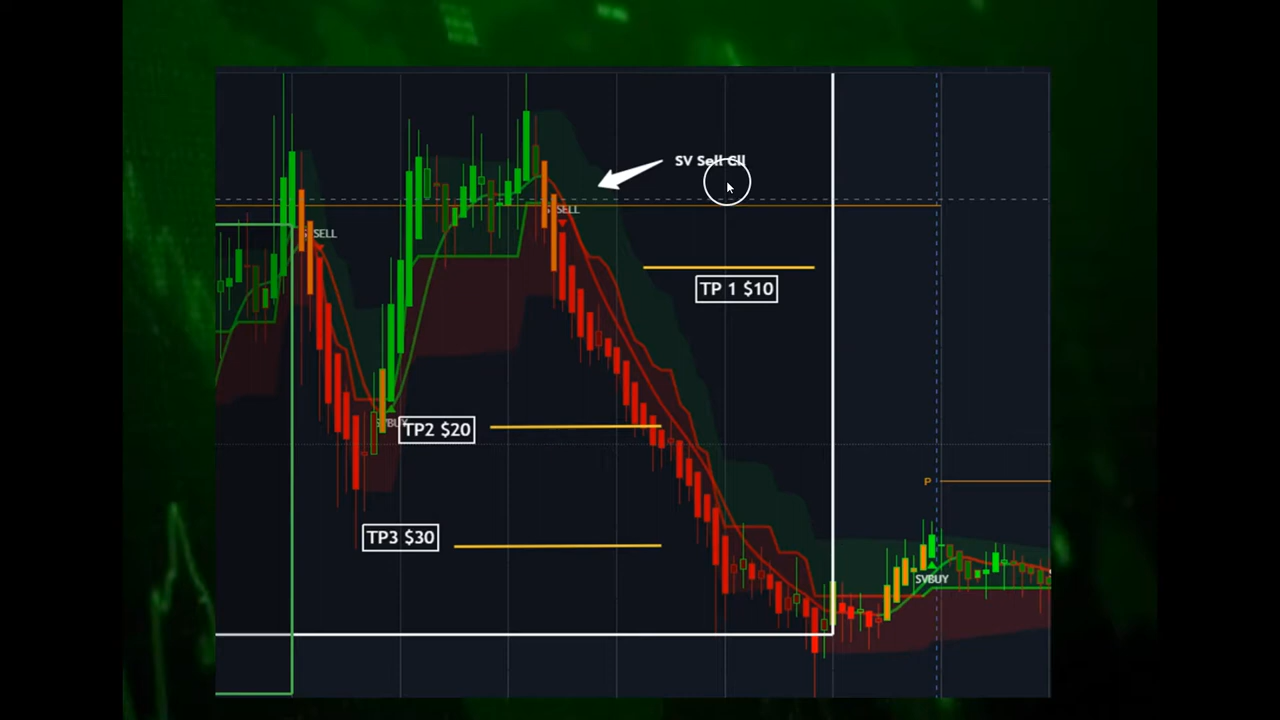 SV Sell Cll
SELL
SELL
TP 1 $10
TP2 $20
P
TP3 $30
SVBUY